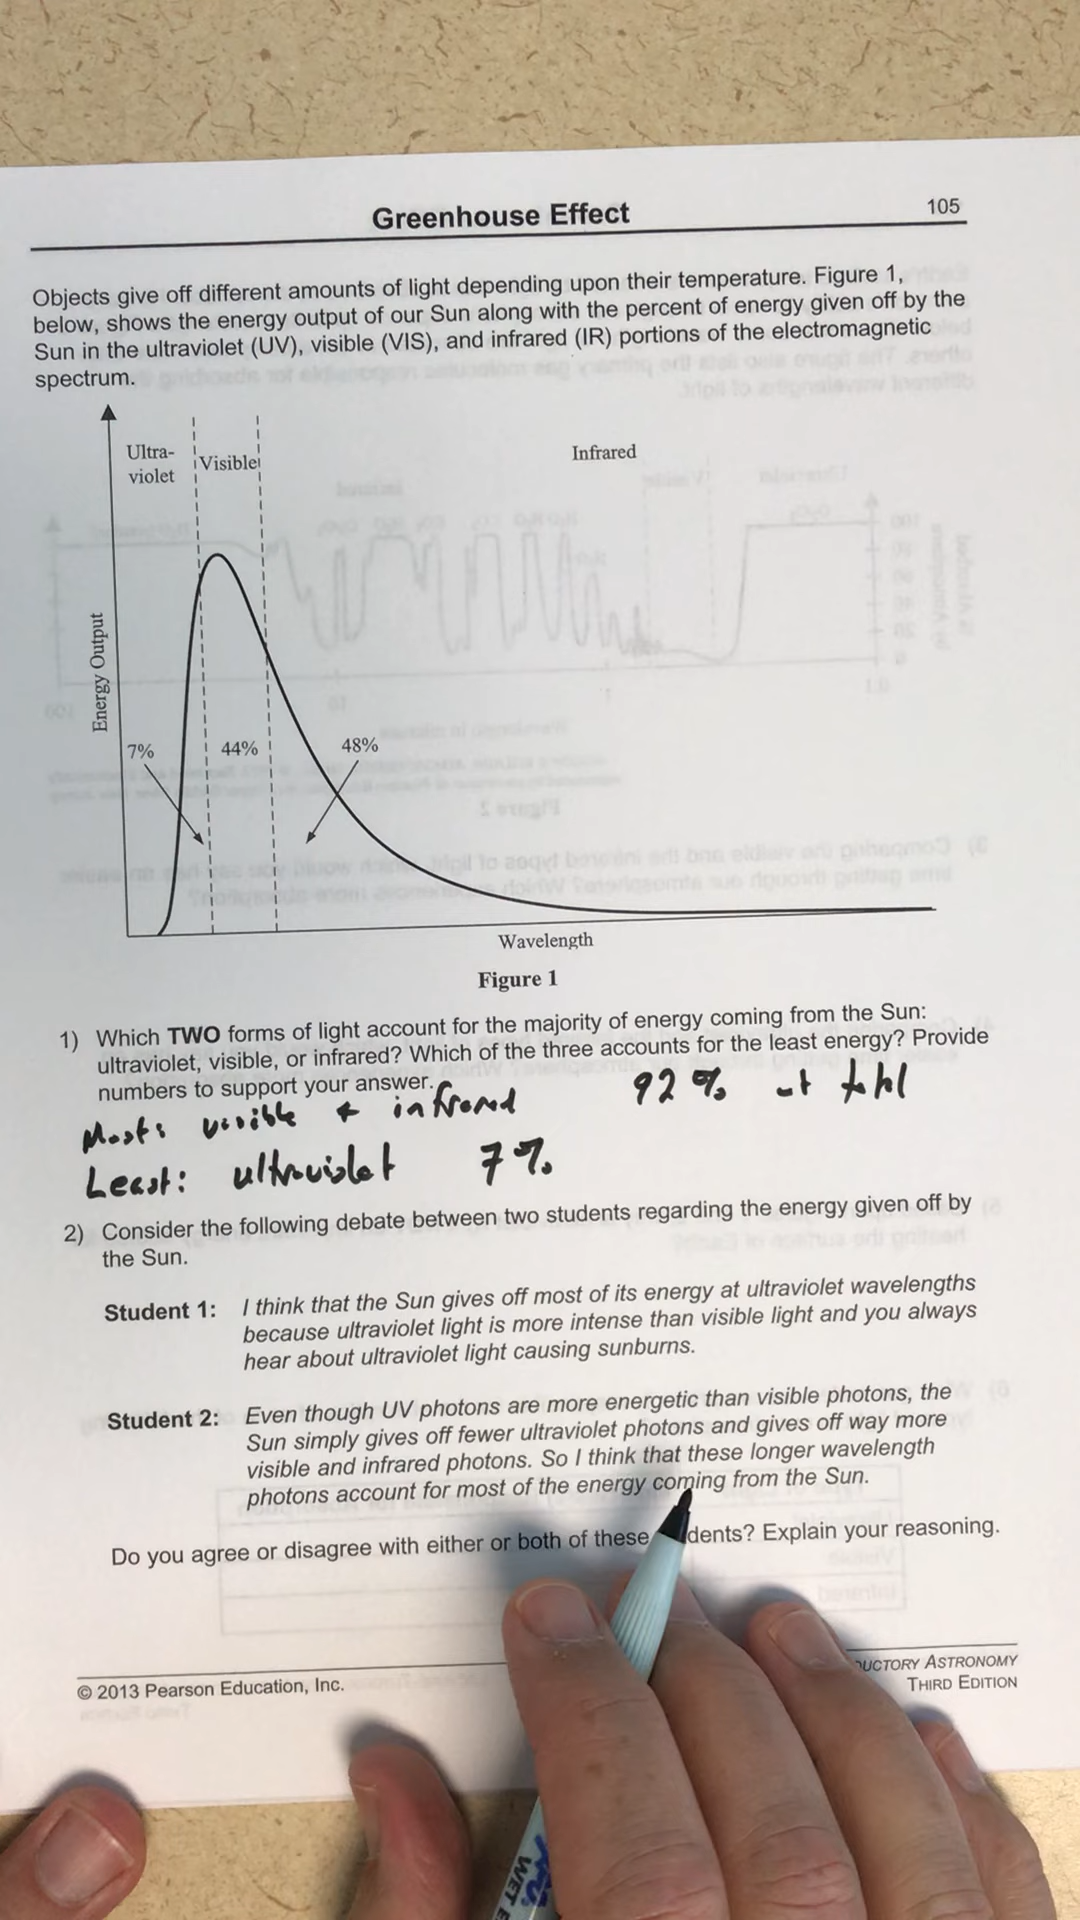 Greenhouse Effect
105
Objects give off different amounts of light depending upon their temperature. Figure 1,
below, shows the energy output of our Sun along with the percent of energy given off by the
Sun in the ultraviolet (UV), visible (VIS), and infrared (IR) portions of the electromagnetic
spectrum.
Ultra-
violet
Visible
Infrared
Energy Output
7%
44%
48%
Wavelength
Figure 1
1) Which TWO forms of light account for the majority of energy coming from the Sun:
ultraviolet, visible, or infrared? Which of the three accounts for the least energy? Provide
numbers to support your answer.
Most: visible + infrared 92%
Least: ultraviolet 7%
2) Consider the following debate between two students regarding the energy given off by
the Sun.
Student 1: I think that the Sun gives off most of its energy at ultraviolet wavelengths
because ultraviolet light is more intense than visible light and you always
hear about ultraviolet light causing sunburns.
Student 2: Even though UV photons are more energetic than visible photons, the
Sun simply gives off fewer ultraviolet photons and gives off way more
visible and infrared photons. So I think that these longer wavelength
photons account for most of the energy coming from the Sun.
Do you agree or disagree with either or both of these dents? Explain your reasoning.
© 2013 Pearson Education, Inc.
UCTORY ASTRONOMY
THIRD EDITION
WET E